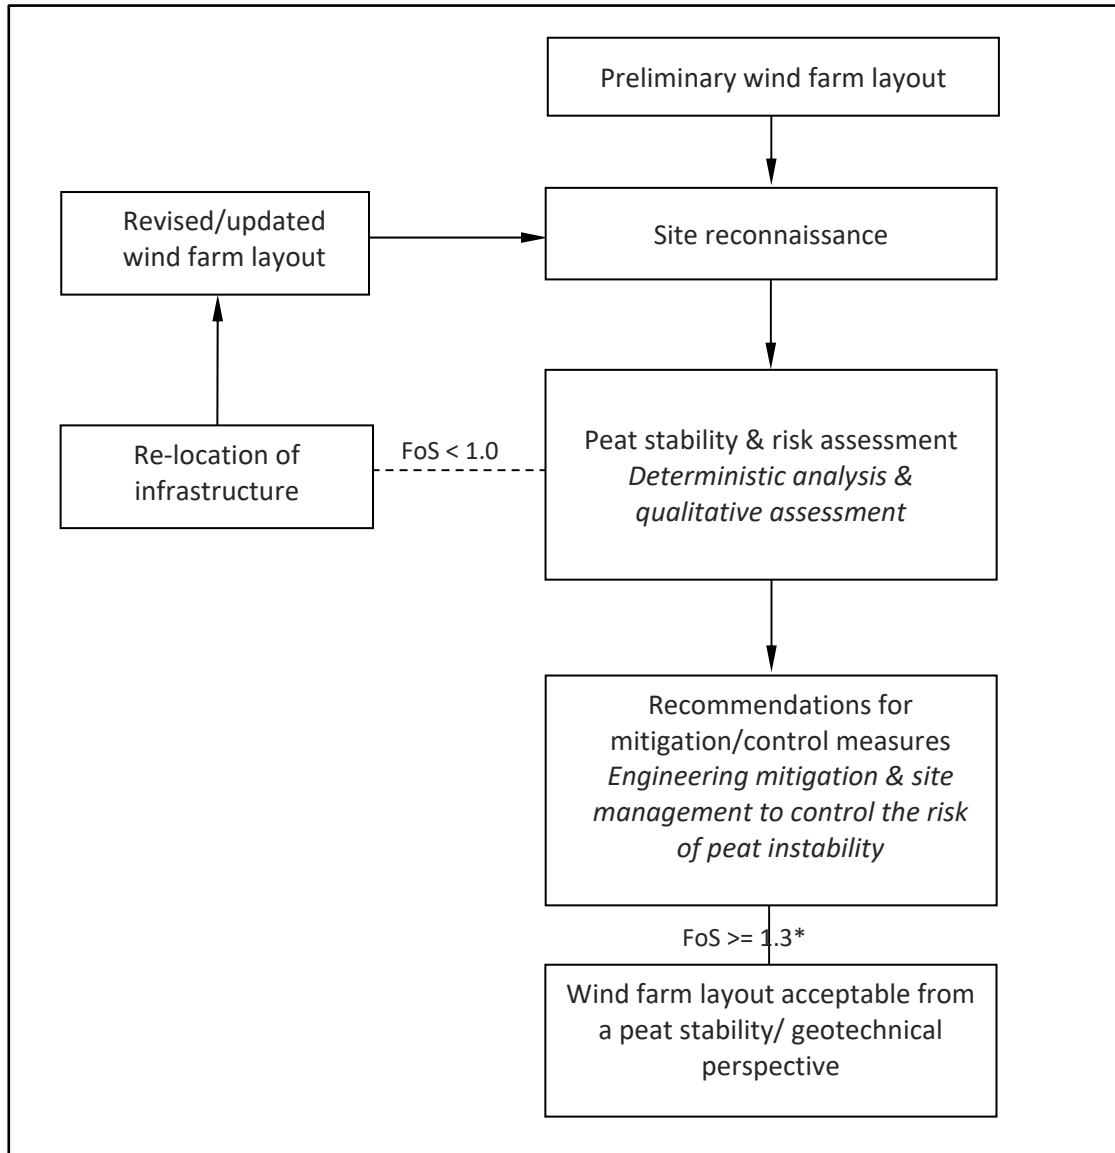 Preliminary wind farm layout
Revised/updated
wind farm layout
Site reconnaissance
Re-location of
infrastructure
FoS < 1.0
Peat stability & risk assessment
Deterministic analysis &
qualitative assessment
Recommendations for
mitigation/control measures
Engineering mitigation & site
management to control the risk
of peat instability
FoS >= 1.3*
Wind farm layout acceptable from
a peat stability/ geotechnical
perspective